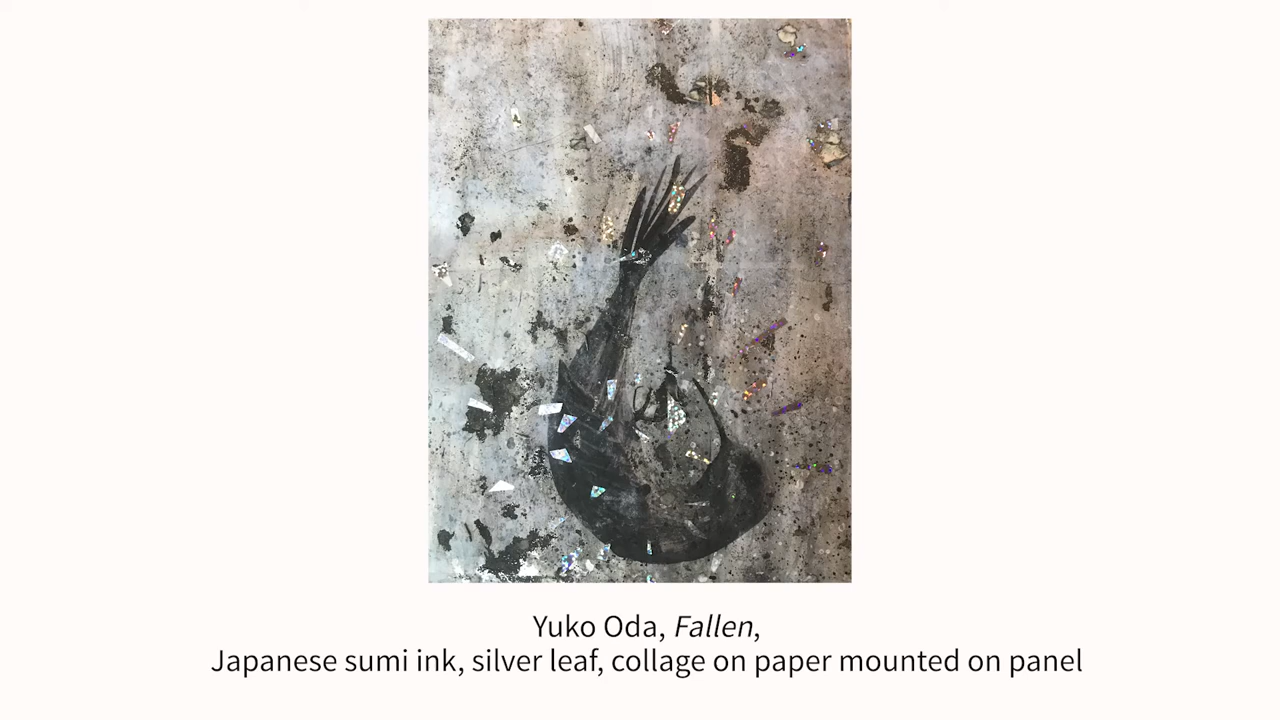 Yuko Oda, Fallen,
Japanese sumi ink, silver leaf, collage on paper mounted on panel